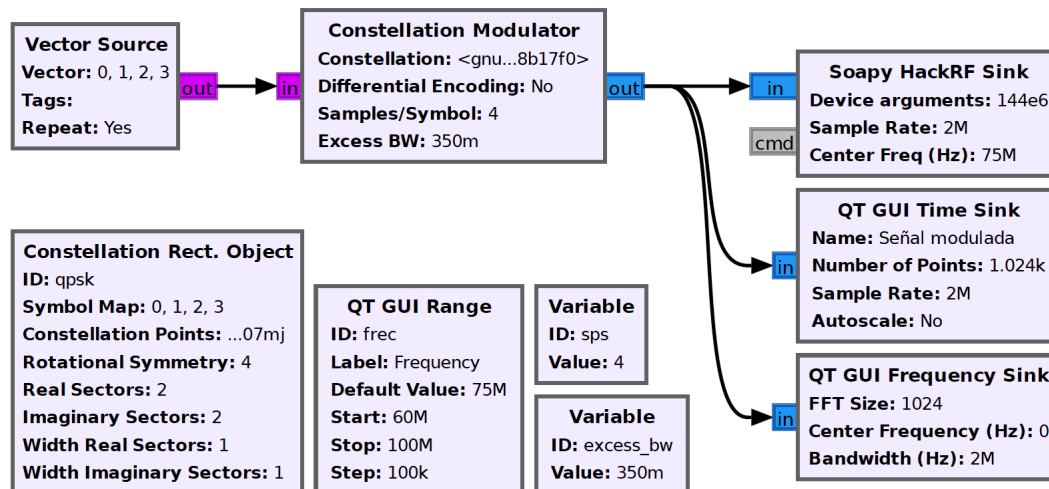 Vector Source
Vector: 0, 1, 2, 3
Tags:
Repeat: Yes
out
in
Constellation Modulator
Constellation: <gnu...8b17f0>
Differential Encoding: No
Samples/Symbol: 4
Excess BW: 350m
out
in
cmd
Soapy HackRF Sink
Device arguments: 144e6
Sample Rate: 2M
Center Freq (Hz): 75M
in
QT GUI Time Sink
Name: Señal modulada
Number of Points: 1.024k
Sample Rate: 2M
Autoscale: No
in
QT GUI Frequency Sink
FFT Size: 1024
Center Frequency (Hz): 0
Bandwidth (Hz): 2M
Constellation Rect. Object
ID: qpsk
Symbol Map: 0, 1, 2, 3
Constellation Points: ...07mj
Rotational Symmetry: 4
Real Sectors: 2
Imaginary Sectors: 2
Width Real Sectors: 1
Width Imaginary Sectors: 1
QT GUI Range
ID: frec
Label: Frequency
Default Value: 75M
Start: 60M
Stop: 100M
Step: 100k
Variable
ID: sps
Value: 4
Variable
ID: excess_bw
Value: 350m